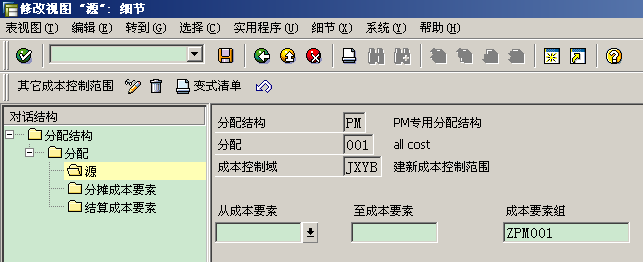 修改视图 "源": 细节
表视图(T) 编辑(E) 转到(G) 选择(C) 实用程序(U) 细节(X) 系统(Y) 帮助(H)
其它成本控制范围 变式清单
对话结构
分配结构
分配
源
分摊成本要素
结算成本要素
分配结构 PM PM专用分配结构
分配 001 all cost
成本控制域 JXYB 建新成本控制范围
从成本要素 至成本要素 成本要素组
ZPM001